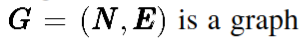 G = (N, E) is a graph